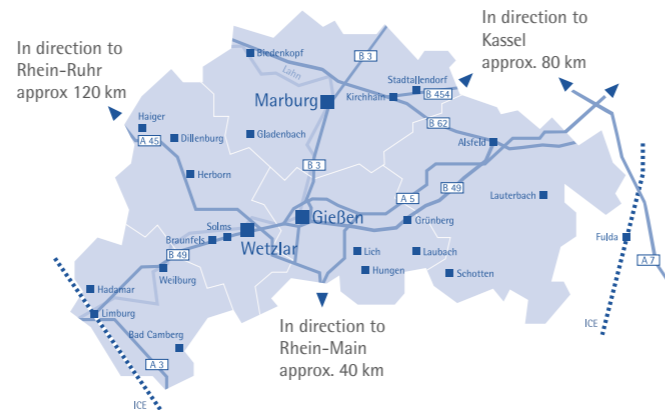 In direction to
Kassel
approx. 80 km
In direction to
Rhein-Ruhr
approx 120 km
Biedenkopf
B 3
Lahn
Stadtallendorf
B 454
Marburg
Kirchhain
Haiger
B 62
A 45
Dillenburg
Gladenbach
Alsfeld
B 3
Herborn
A 5
B 49
Lauterbach
Gießen
Grünberg
Solms
Braunfels
Wetzlar
Fulda
B 49
Lich
Laubach
A 7
Weilburg
Hungen
Schotten
Hadamar
Limburg
In direction to
Rhein-Main
approx. 40 km
Bad Camberg
ICE
A 3
ICE